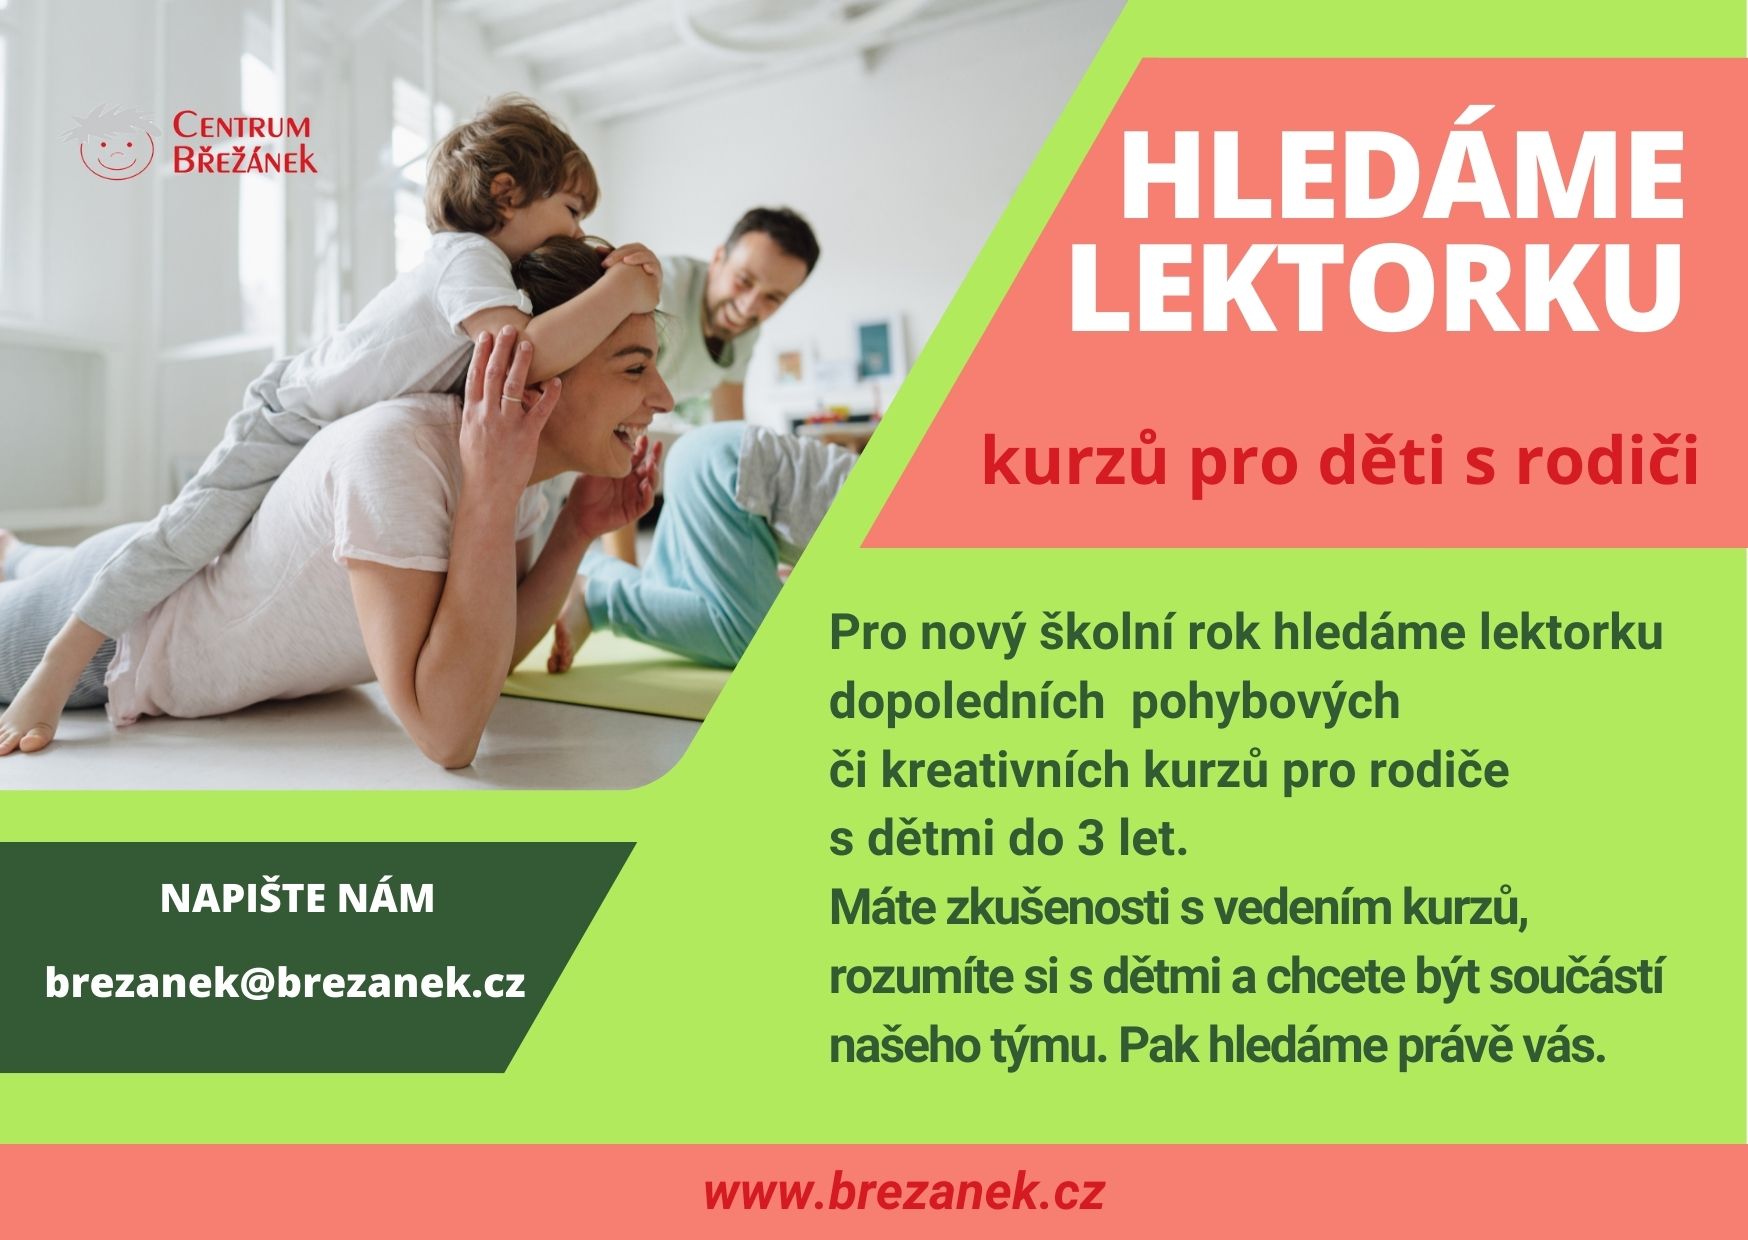 CENTRUM
BŘEŽÁNEK
HLEDÁME
LEKTORKU
kurzů pro děti s rodiči
Pro nový školní rok hledáme lektorku
dopoledních pohybových
či kreativních kurzů pro rodiče
s dětmi do 3 let.
Máte zkušenosti s vedením kurzů,
rozumíte si s dětmi a chcete být součástí
našeho týmu. Pak hledáme právě vás.
NAPIŠTE NÁM
brezanek@brezanek.cz
www.brezanek.cz